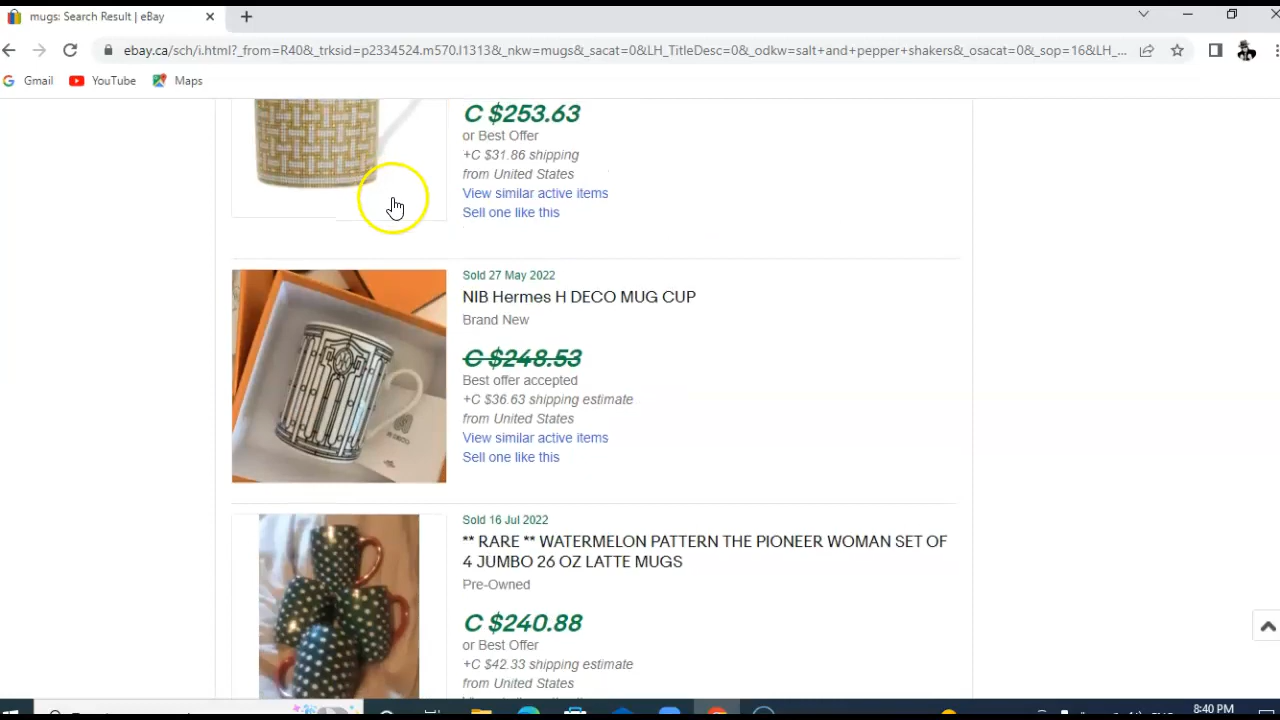 mugs: Search Result | eBay
ebay.ca/sch/i.html?_from=R40&_trksid=p2334524.m570.l1313&_nkw=mugs&_sacat=0&LH_TitleDesc=0&_odkw=salt+and+pepper+shakers&_osacat=0&_sop=16&LH_...
Gmail YouTube Maps
C $253.63
or Best Offer
+C $31.86 shipping
from United States
View similar active items
Sell one like this
Sold 27 May 2022
NIB Hermes H DECO MUG CUP
Brand New
C $248.53
Best offer accepted
+C $36.63 shipping estimate
from United States
View similar active items
Sell one like this
H DECO
Sold 16 Jul 2022
** RARE ** WATERMELON PATTERN THE PIONEER WOMAN SET OF
4 JUMBO 26 OZ LATTE MUGS
Pre-Owned
C $240.88
or Best Offer
+C $42.33 shipping estimate
from United States
8:40 PM